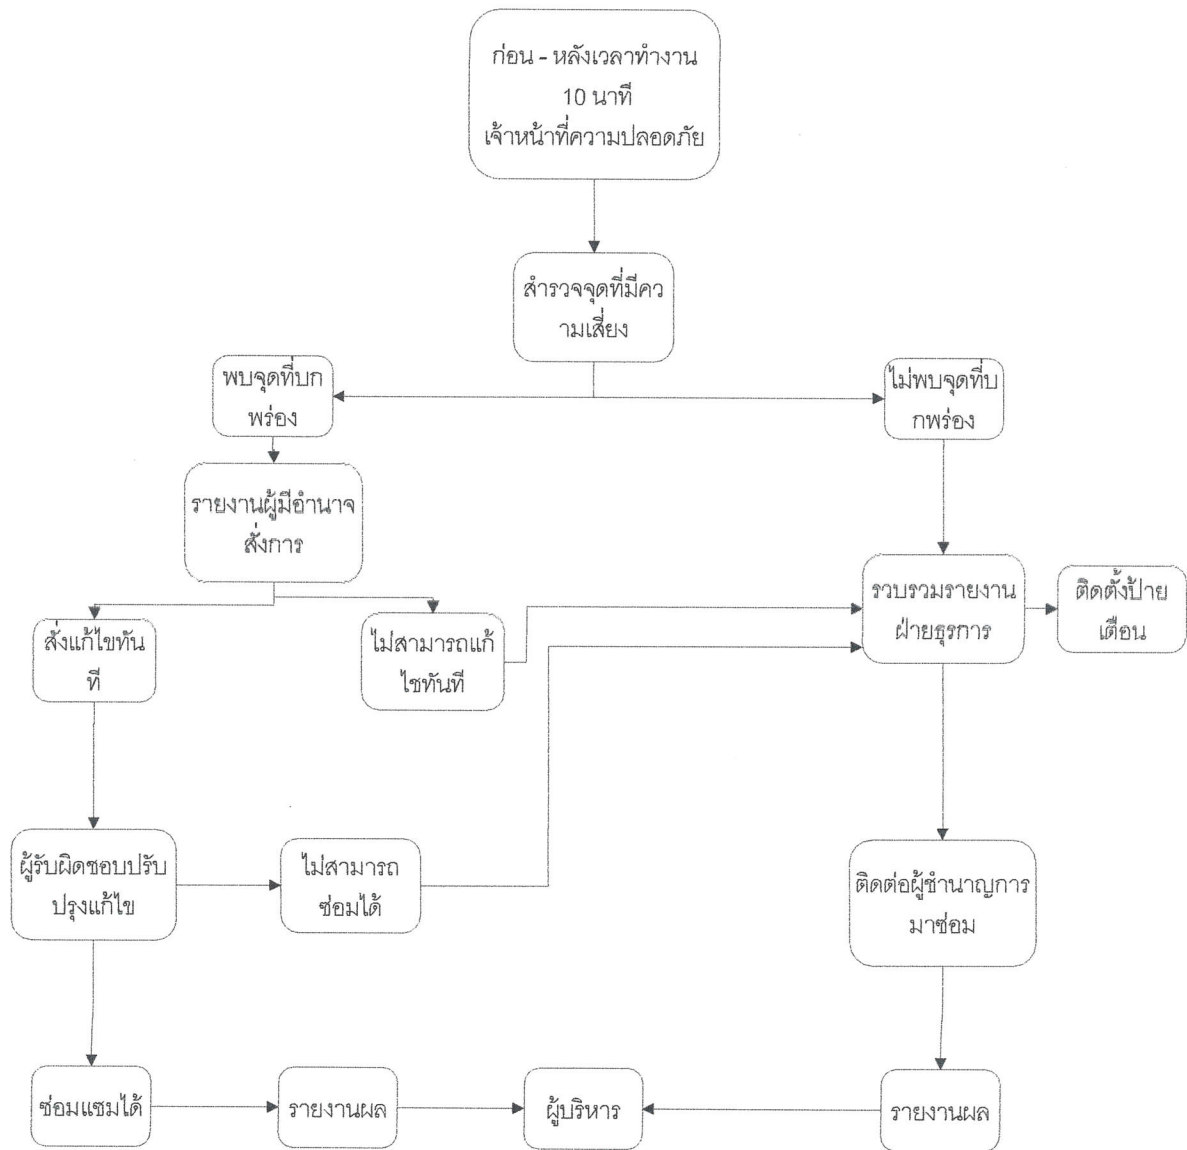 ก่อน - หลังเวลาทำงาน
10 นาที
เจ้าหน้าที่ความปลอดภัย
สำรวจจุดที่มีคว
ามเสี่ยง
พบจุดที่บก
พร่อง
ไม่พบจุดที่บ
กพร่อง
รายงานผู้มีอำนาจ
สั่งการ
สั่งแก้ไขทัน
ที
ไม่สามารถแก้
ไขทันที
รวบรวมรายงาน
ฝ่ายธุรการ
ติดตั้งป้าย
เตือน
ผู้รับผิดชอบปรับ
ปรุงแก้ไข
ไม่สามารถ
ซ่อมได้
ติดต่อผู้ชำนาญการ
มาซ่อม
ซ่อมแซมได้
รายงานผล
ผู้บริหาร
รายงานผล